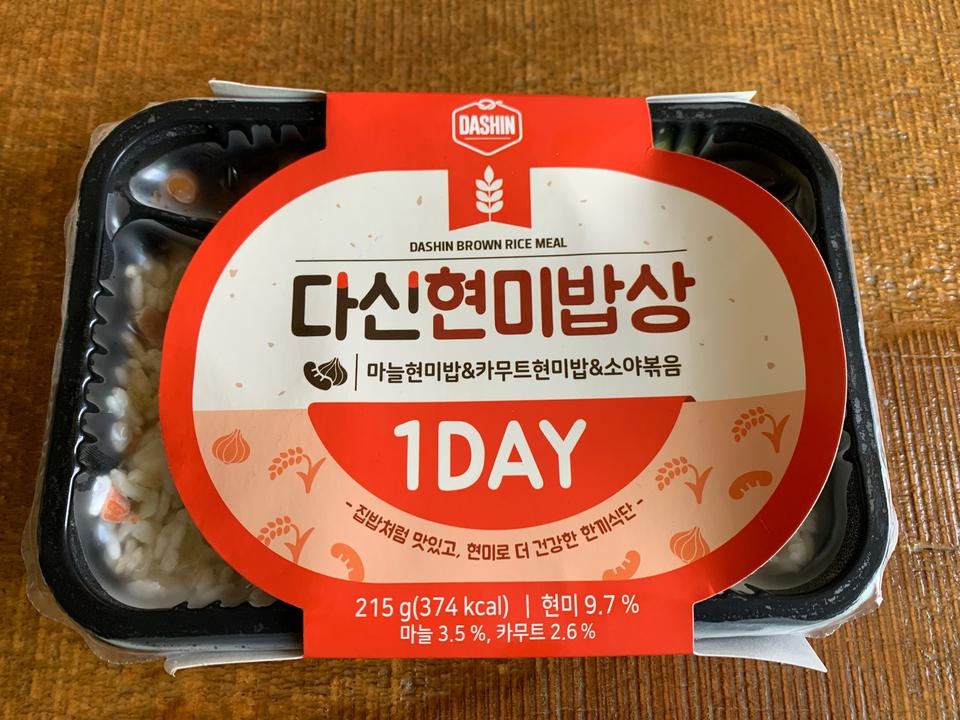 DASHIN
DASHIN BROWN RICE MEAL
다신현미밥상
마늘현미밥&카무트현미밥&소야볶음
1DAY
- 집밥처럼 맛있고, 현미로 더 건강한 한끼식단 -
215 g(374 kcal) | 현미 9.7 %
마늘 3.5 %, 카무트 2.6 %